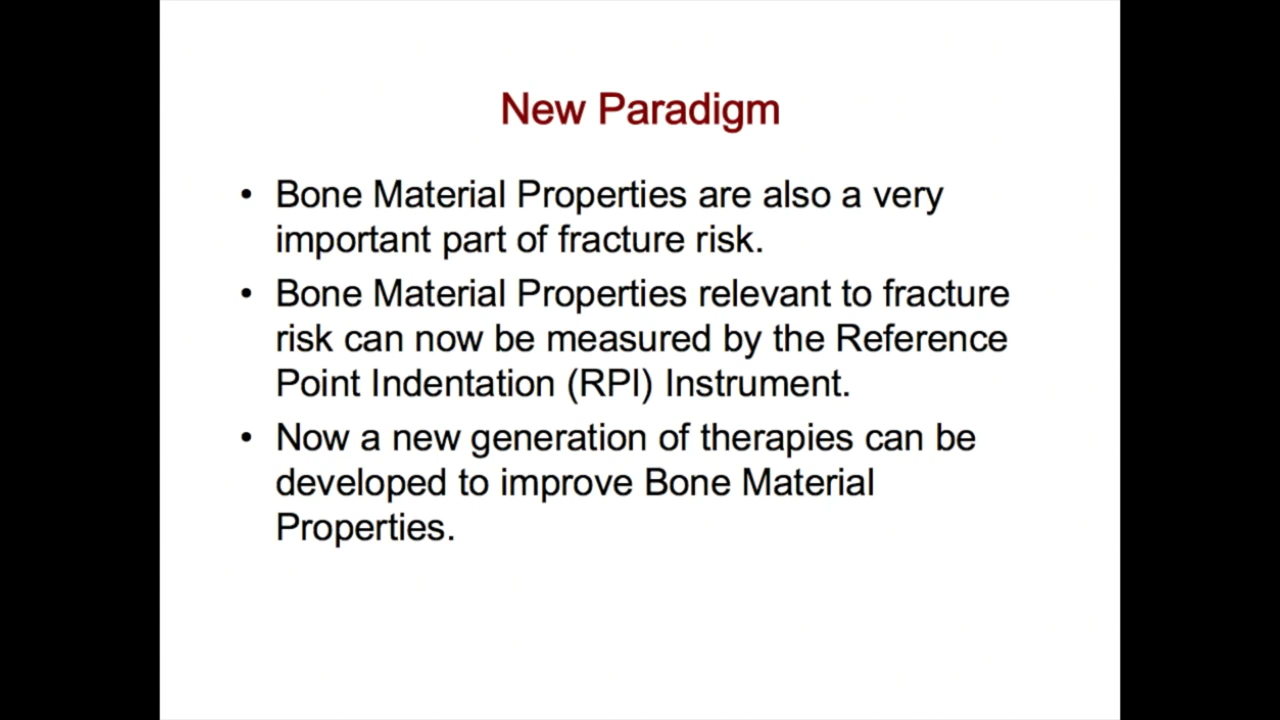 New Paradigm
• Bone Material Properties are also a very
important part of fracture risk.
• Bone Material Properties relevant to fracture
risk can now be measured by the Reference
Point Indentation (RPI) Instrument.
• Now a new generation of therapies can be
developed to improve Bone Material
Properties.